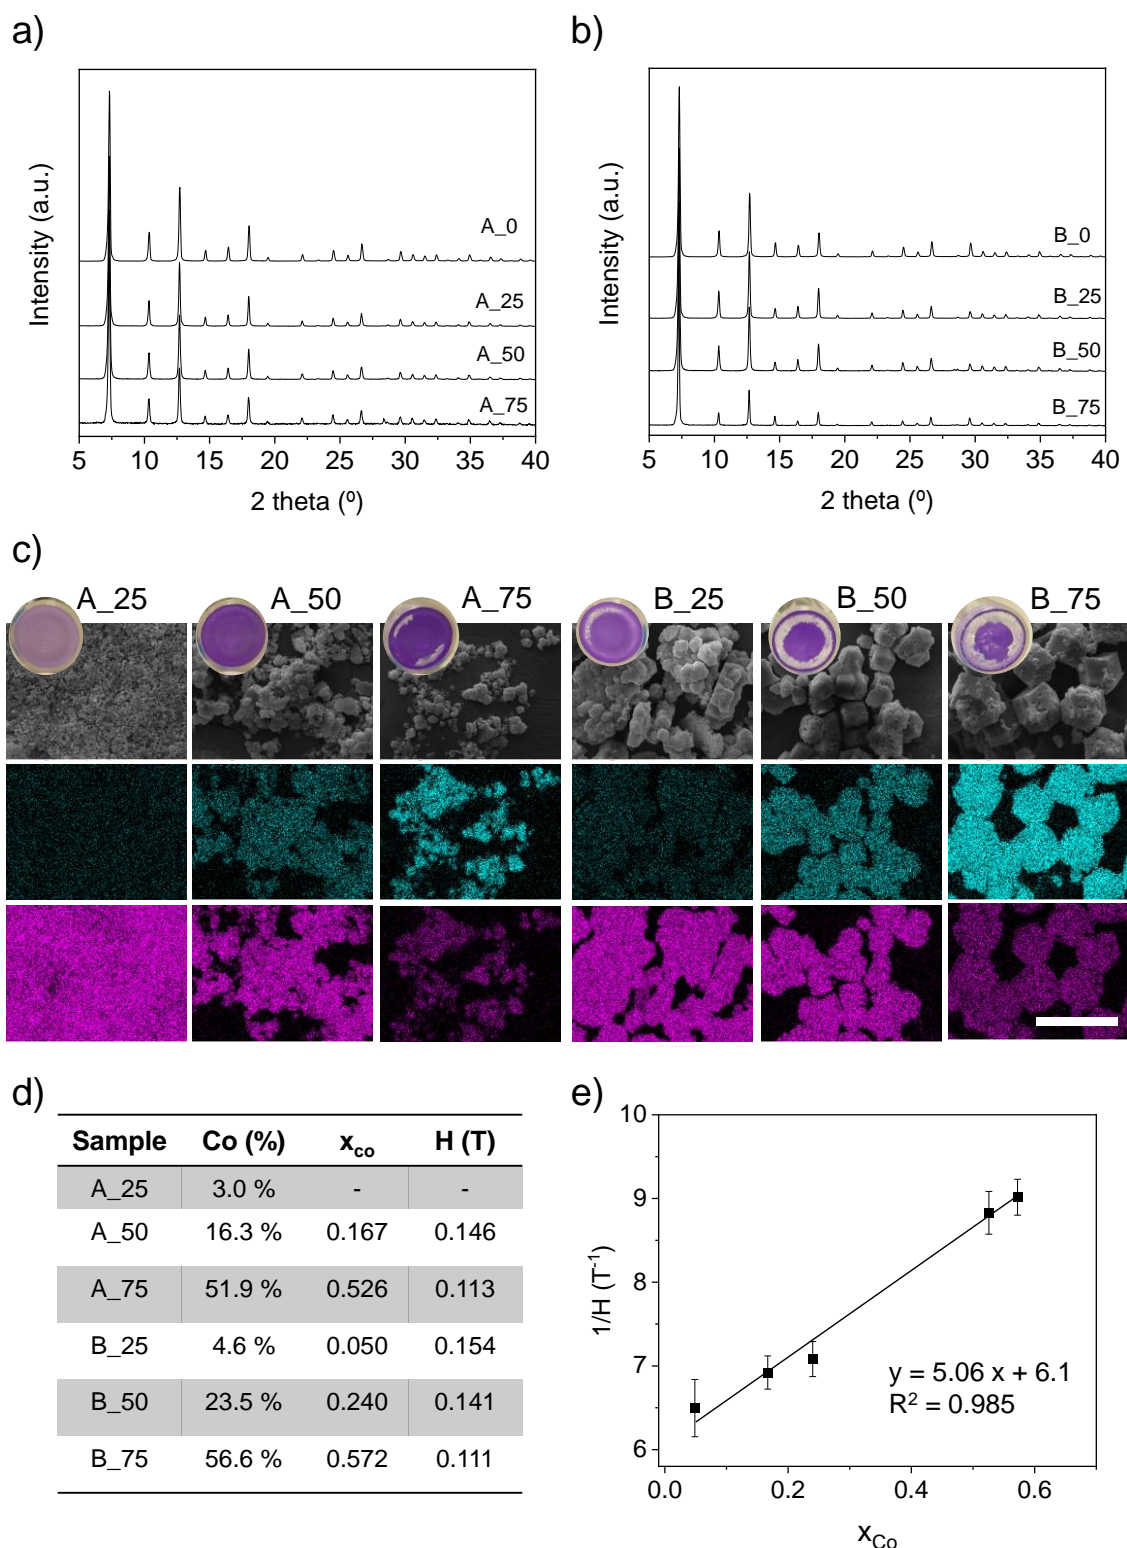 a)
Intensity (a.u.)
A_0
A_25
A_50
A_75
5 10 15 20 25 30 35 40
2 theta (º)
b)
Intensity (a.u.)
B_0
B_25
B_50
B_75
5 10 15 20 25 30 35 40
2 theta (º)
c)
A_25 A_50 A_75 B_25 B_50 B_75
d)
Sample Co (%) x_co H (T)
A_25 3.0 % - -
A_50 16.3 % 0.167 0.146
A_75 51.9 % 0.526 0.113
B_25 4.6 % 0.050 0.154
B_50 23.5 % 0.240 0.141
B_75 56.6 % 0.572 0.111
e)
1/H (T⁻¹)
10
9
8
7
6
y = 5.06 x + 6.1
R² = 0.985
0.0 0.2 0.4 0.6
x_Co